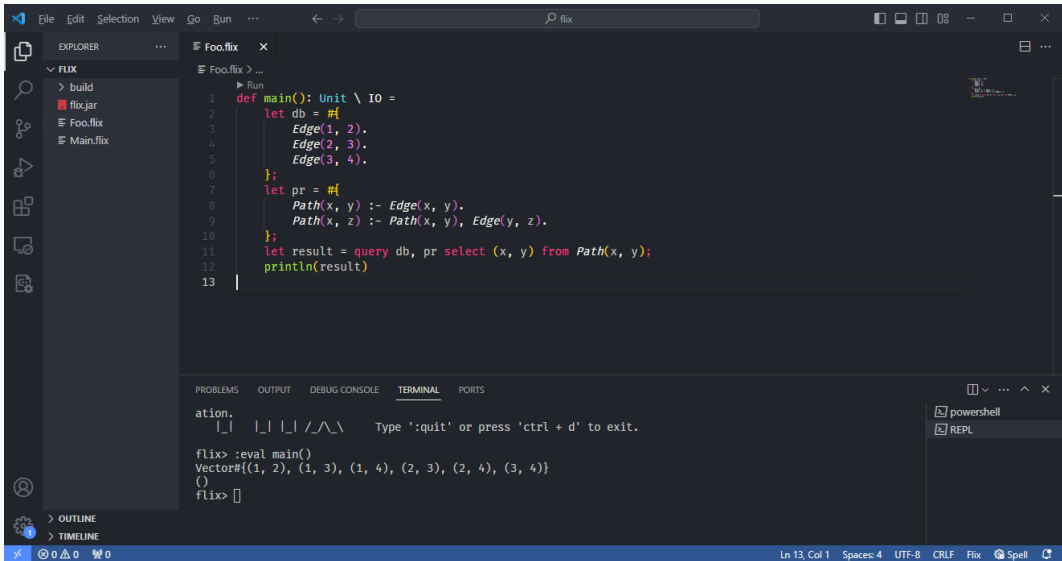 File Edit Selection View Go Run ··· flix
EXPLORER ···
FLIX
build
flix.jar
Foo.flix
Main.flix
OUTLINE
TIMELINE
Foo.flix
Foo.flix > ...
Run
1 def main(): Unit \ IO =
2 let db = #{
3 Edge(1, 2).
4 Edge(2, 3).
5 Edge(3, 4).
6 };
7 let pr = #{
8 Path(x, y) :- Edge(x, y).
9 Path(x, z) :- Path(x, y), Edge(y, z).
10 };
11 let result = query db, pr select (x, y) from Path(x, y);
12 println(result)
13
PROBLEMS OUTPUT DEBUG CONSOLE TERMINAL PORTS
ation.
|_| |_| |_| /_/\_\ Type ':quit' or press 'ctrl + d' to exit.
flix> :eval main()
Vector#{(1, 2), (1, 3), (1, 4), (2, 3), (2, 4), (3, 4)}
()
flix>
powershell
REPL
1
0 0 0 Ln 13, Col 1 Spaces: 4 UTF-8 CRLF Flix Spell